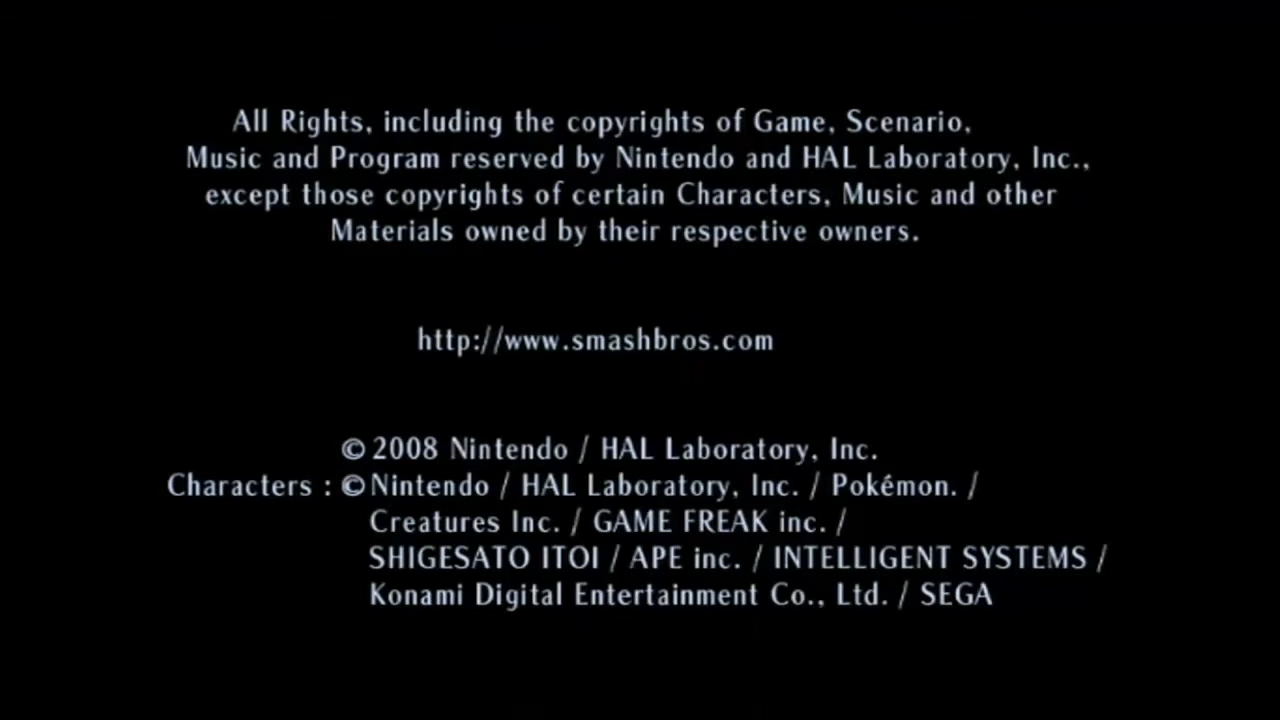 All Rights, including the copyrights of Game, Scenario,
Music and Program reserved by Nintendo and HAL Laboratory, Inc.,
except those copyrights of certain Characters, Music and other
Materials owned by their respective owners.
http://www.smashbros.com
© 2008 Nintendo / HAL Laboratory, Inc.
Characters : © Nintendo / HAL Laboratory, Inc. / Pokémon. /
Creatures Inc. / GAME FREAK inc. /
SHIGESATO ITOI / APE inc. / INTELLIGENT SYSTEMS /
Konami Digital Entertainment Co., Ltd. / SEGA